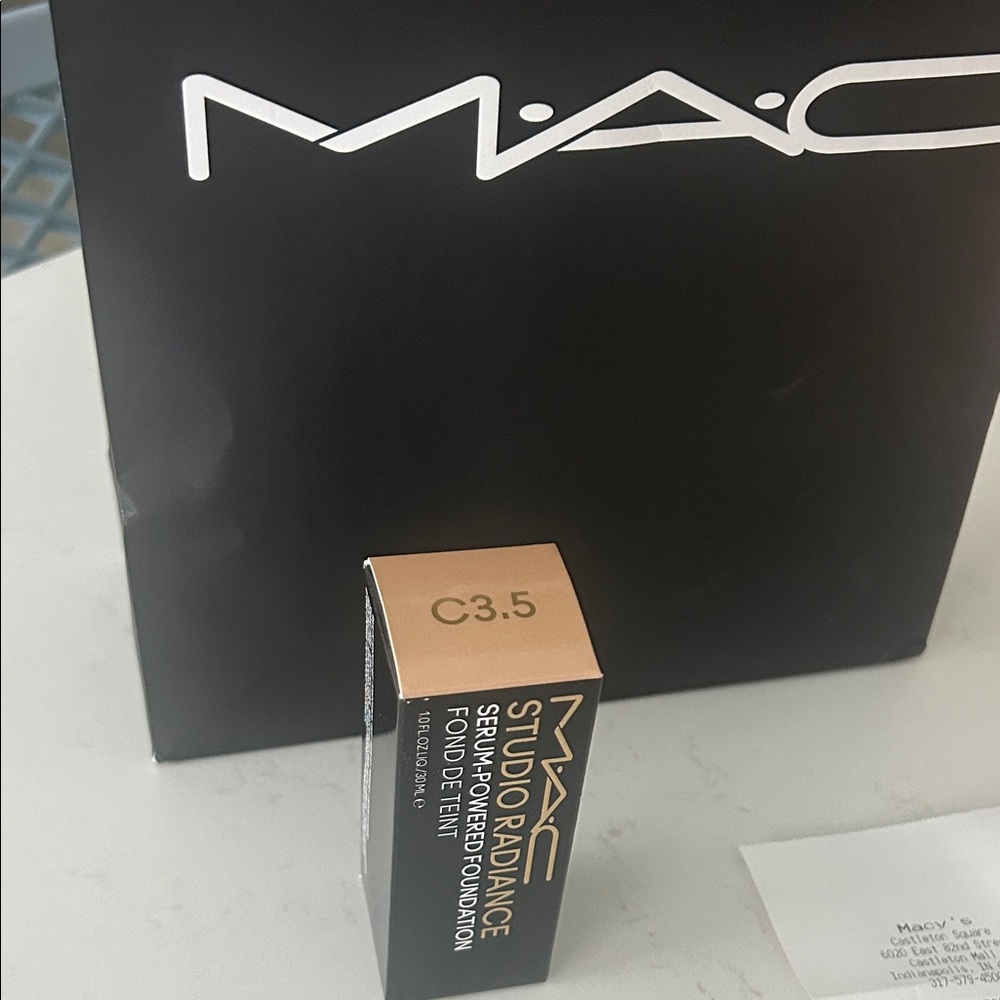 M·A·C
C3.5
M·A·C
STUDIO RADIANCE
SERUM-POWERED FOUNDATION
FOND DE TEINT
1.0 FL.OZ.LIQ./30 ML e
Macy's
Castleton Square
6020 East 82nd Stre
Castleton Mall
Indianapolis, IN
317-579-450